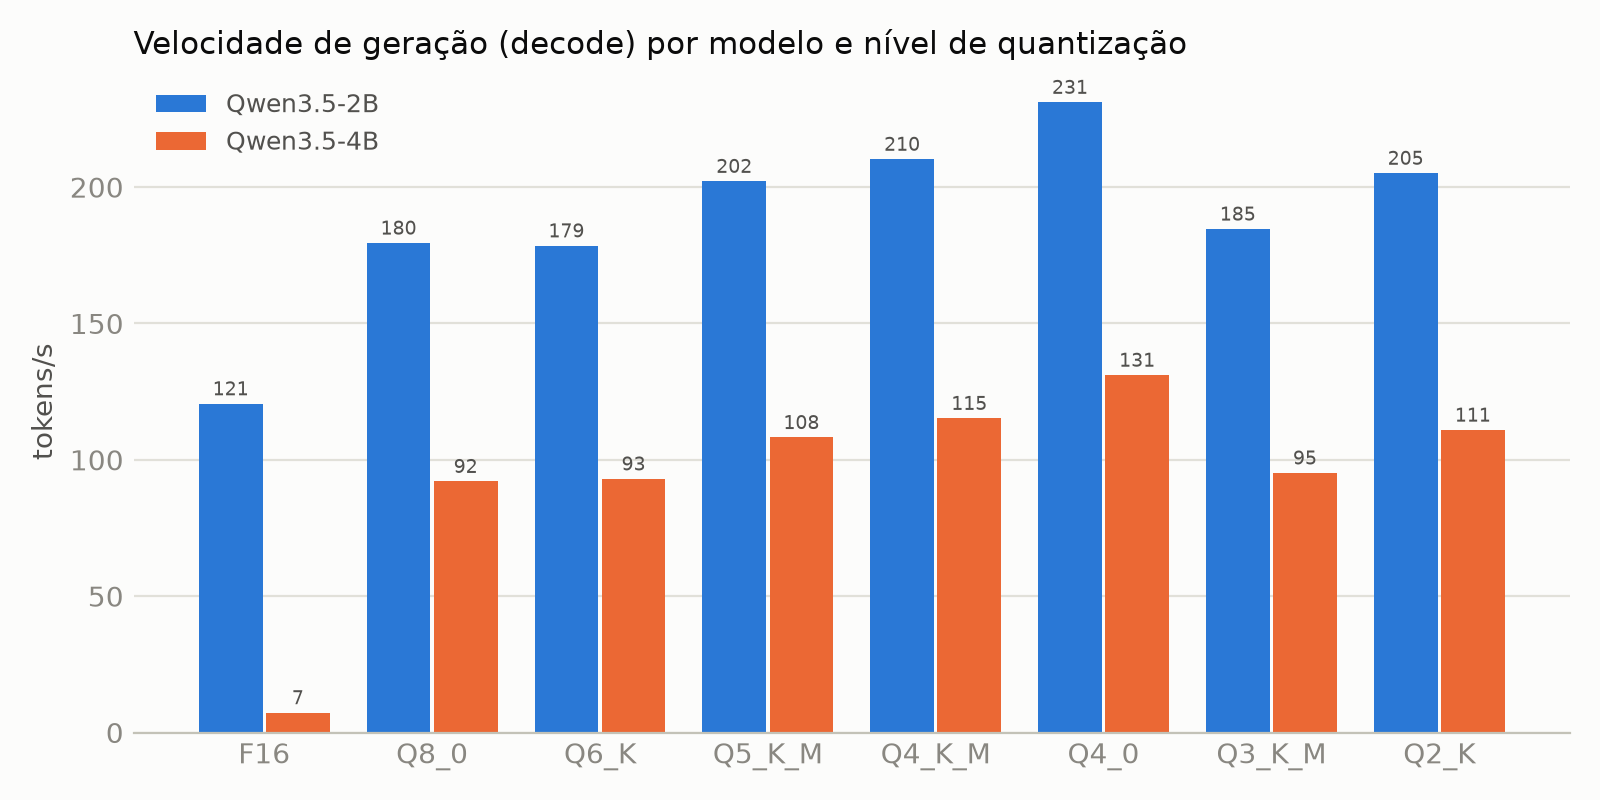 Velocidade de geração (decode) por modelo e nível de quantização
Qwen3.5-2B
Qwen3.5-4B
tokens/s
200
150
100
50
0
121
7
180
92
179
93
202
108
210
115
231
131
185
95
205
111
F16
Q8_0
Q6_K
Q5_K_M
Q4_K_M
Q4_0
Q3_K_M
Q2_K